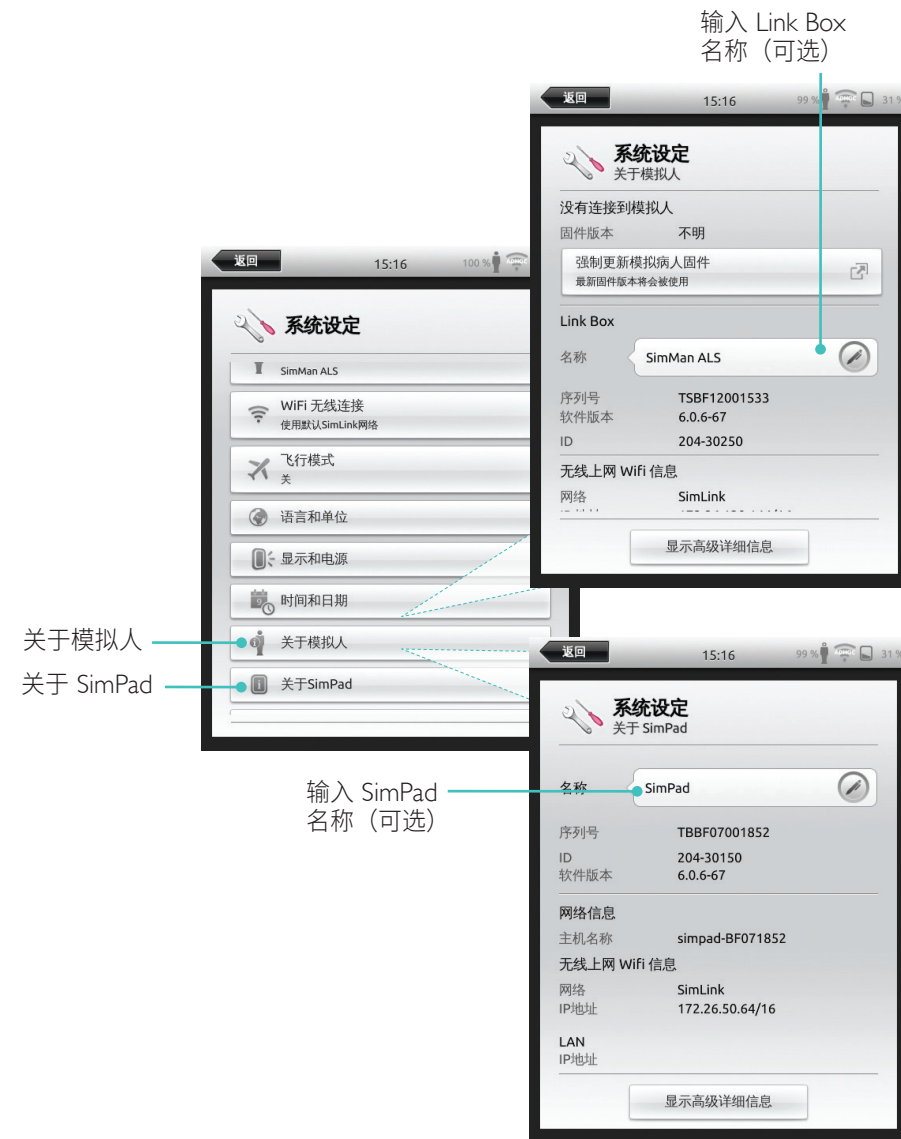 输入 Link Box
名称（可选）
返回
15:16
99 %
31 %
系统设定
关于模拟人
没有连接到模拟人
固件版本 不明
强制更新模拟病人固件
最新固件版本将会被使用
Link Box
名称 SimMan ALS
序列号 TSBF12001533
软件版本 6.0.6-67
ID 204-30250
无线上网 Wifi 信息
网络 SimLink
显示高级详细信息
返回
15:16
100 %
系统设定
SimMan ALS
WiFi 无线连接
使用默认SimLink网络
飞行模式
关
语言和单位
显示和电源
时间和日期
关于模拟人
关于SimPad
关于模拟人
关于 SimPad
返回
15:16
99 %
31 %
系统设定
关于 SimPad
名称 SimPad
序列号 TBBF07001852
ID 204-30150
软件版本 6.0.6-67
网络信息
主机名称 simpad-BF071852
无线上网 Wifi 信息
网络 SimLink
IP地址 172.26.50.64/16
LAN
IP地址
显示高级详细信息
输入 SimPad
名称（可选）